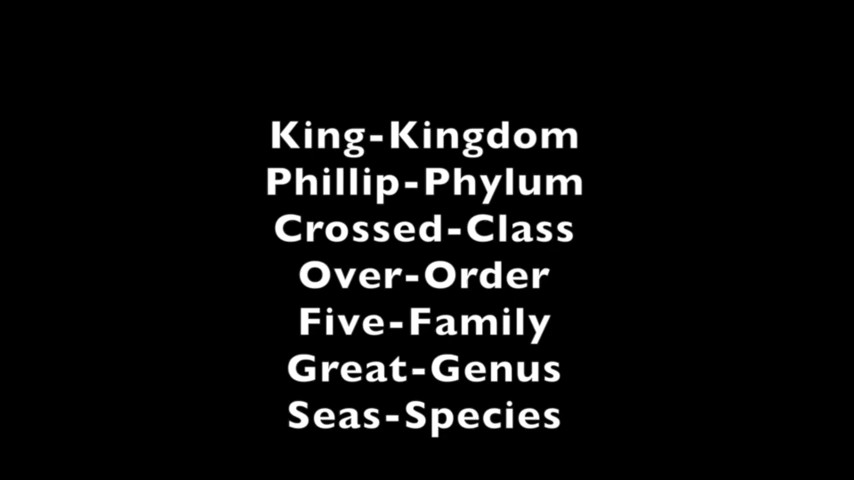 King-Kingdom
Phillip-Phylum
Crossed-Class
Over-Order
Five-Family
Great-Genus
Seas-Species